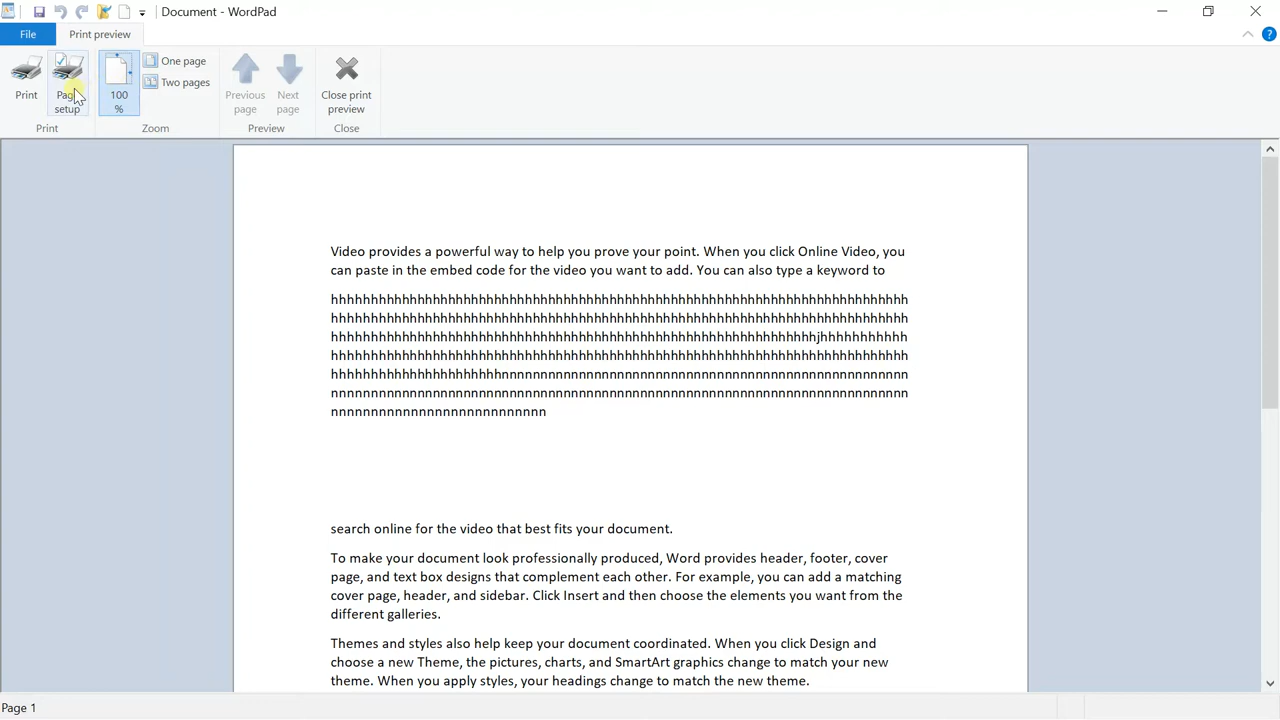 Document - WordPad
File
Print preview
Print
Page setup
100 %
One page
Two pages
Previous page
Next page
Close print preview
Print
Zoom
Preview
Close
Video provides a powerful way to help you prove your point. When you click Online Video, you
can paste in the embed code for the video you want to add. You can also type a keyword to
search online for the video that best fits your document.
To make your document look professionally produced, Word provides header, footer, cover
page, and text box designs that complement each other. For example, you can add a matching
cover page, header, and sidebar. Click Insert and then choose the elements you want from the
different galleries.
Themes and styles also help keep your document coordinated. When you click Design and
choose a new Theme, the pictures, charts, and SmartArt graphics change to match your new
theme. When you apply styles, your headings change to match the new theme.
Page 1